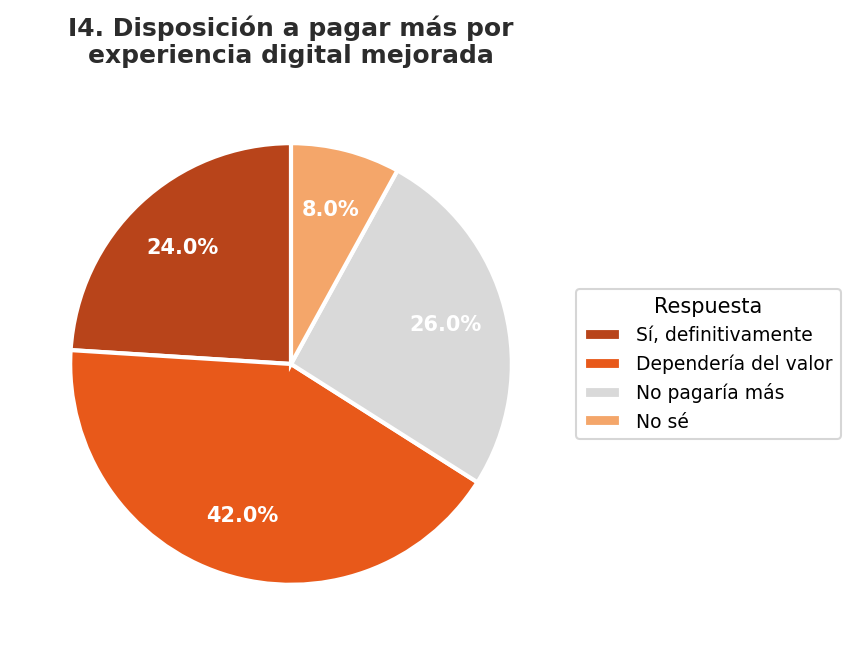 I4. Disposición a pagar más por
experiencia digital mejorada
8.0%
24.0%
26.0%
42.0%
Respuesta
Sí, definitivamente
Dependería del valor
No pagaría más
No sé